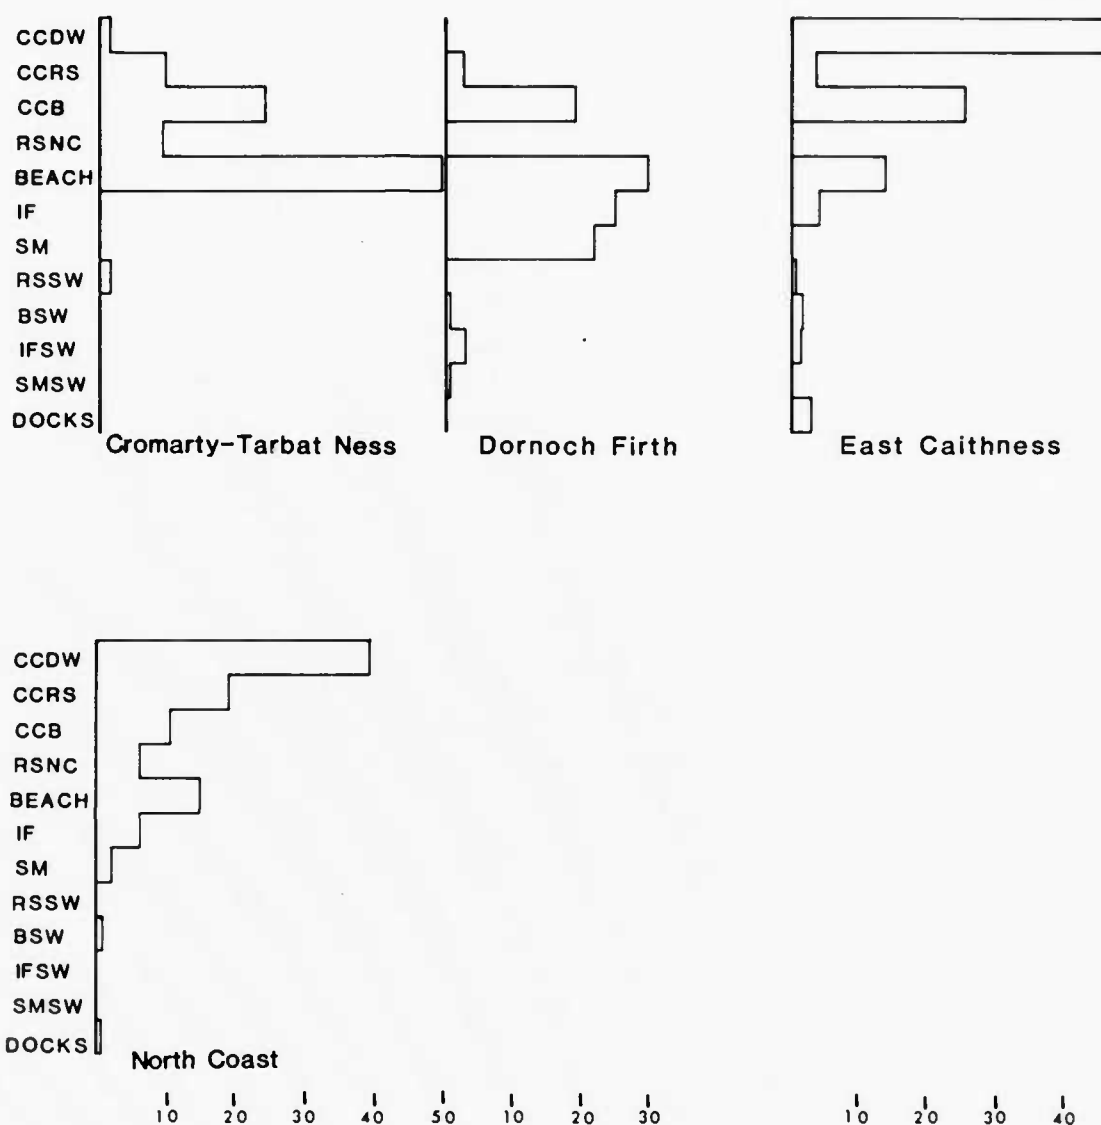 CCDW
CCRS
CCB
RSNC
BEACH
IF
SM
RSSW
BSW
IFSW
SMSW
DOCKS
Cromarty–Tarbat Ness Dornoch Firth East Caithness
CCDW
CCRS
CCB
RSNC
BEACH
IF
SM
RSSW
BSW
IFSW
SMSW
DOCKS
North Coast
10 20 30 40 50 10 20 30 10 20 30 40